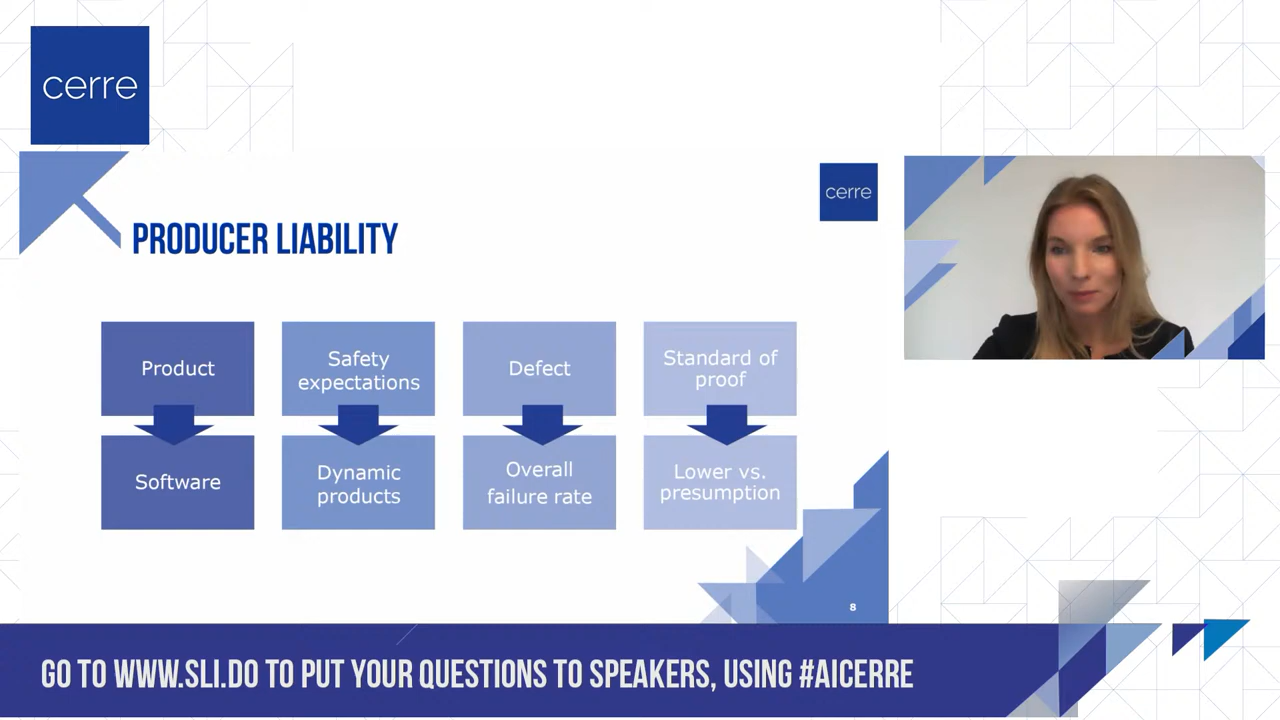 cerre
cerre
PRODUCER LIABILITY
Product
Safety
expectations
Defect
Standard of
proof
Software
Dynamic
products
Overall
failure rate
Lower vs.
presumption
8
GO TO WWW.SLI.DO TO PUT YOUR QUESTIONS TO SPEAKERS, USING #AICERRE